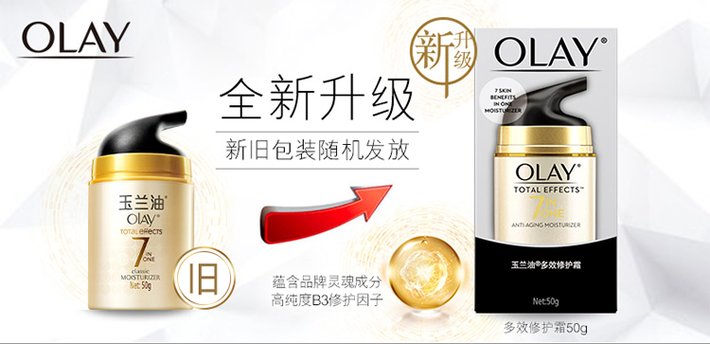 OLAY
全新升级
新旧包装随机发放
玉兰油®
OLAY
TOTAL EFFECTS
7 IN ONE
classic
MOISTURIZER
Net: 50g
旧
蕴含品牌灵魂成分
高纯度B3修护因子
新升级
OLAY®
7 SKIN
BENEFITS
IN ONE
MOISTURIZER
OLAY
TOTAL EFFECTS™
7 IN ONE
ANTI-AGING MOISTURIZER
玉兰油®多效修护霜
Net:50g
多效修护霜50g